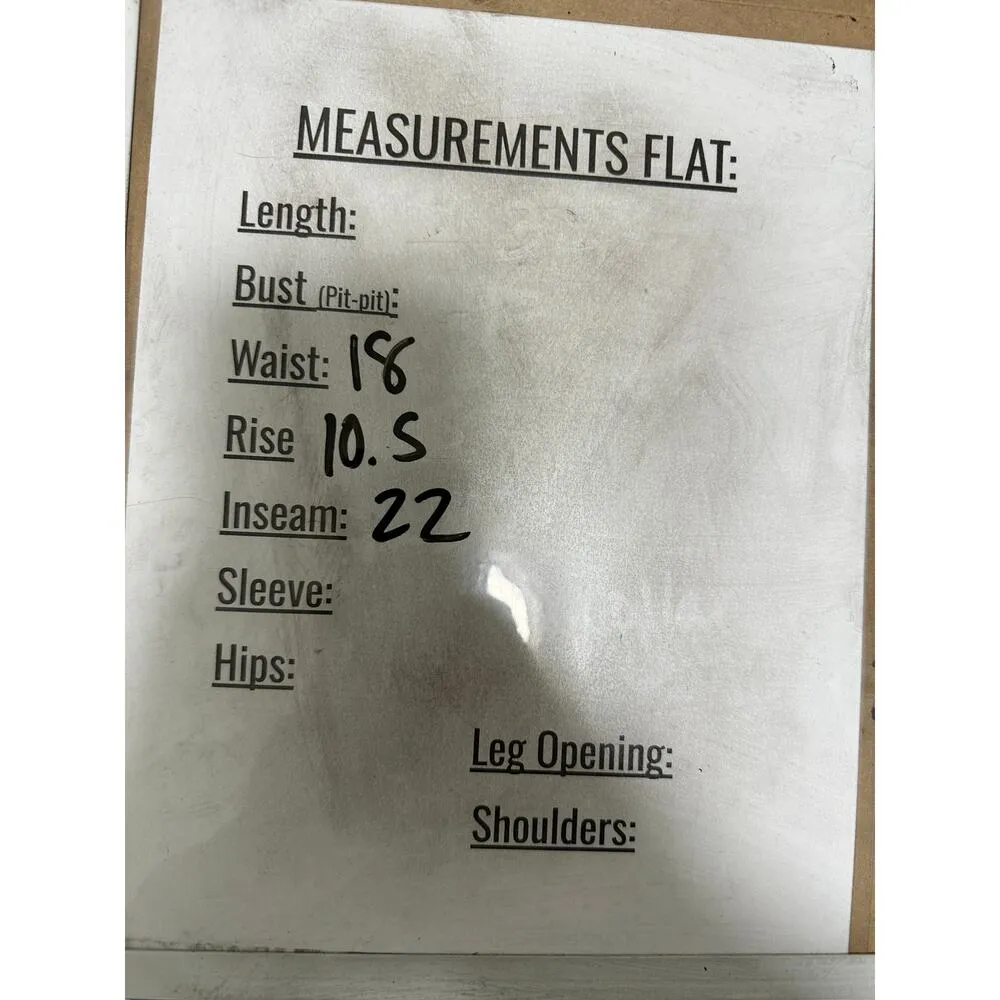 MEASUREMENTS FLAT:
Length:
Bust (Pit-pit):
Waist: 18
Rise 10.5
Inseam: 22
Sleeve:
Hips:
Leg Opening:
Shoulders: